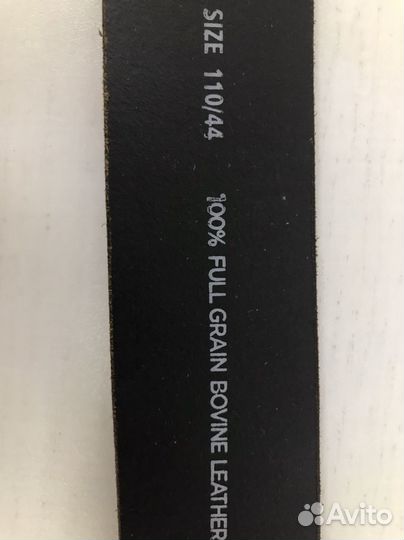 SIZE 110/44
100% FULL GRAIN BOVINE LEATHER
Avito